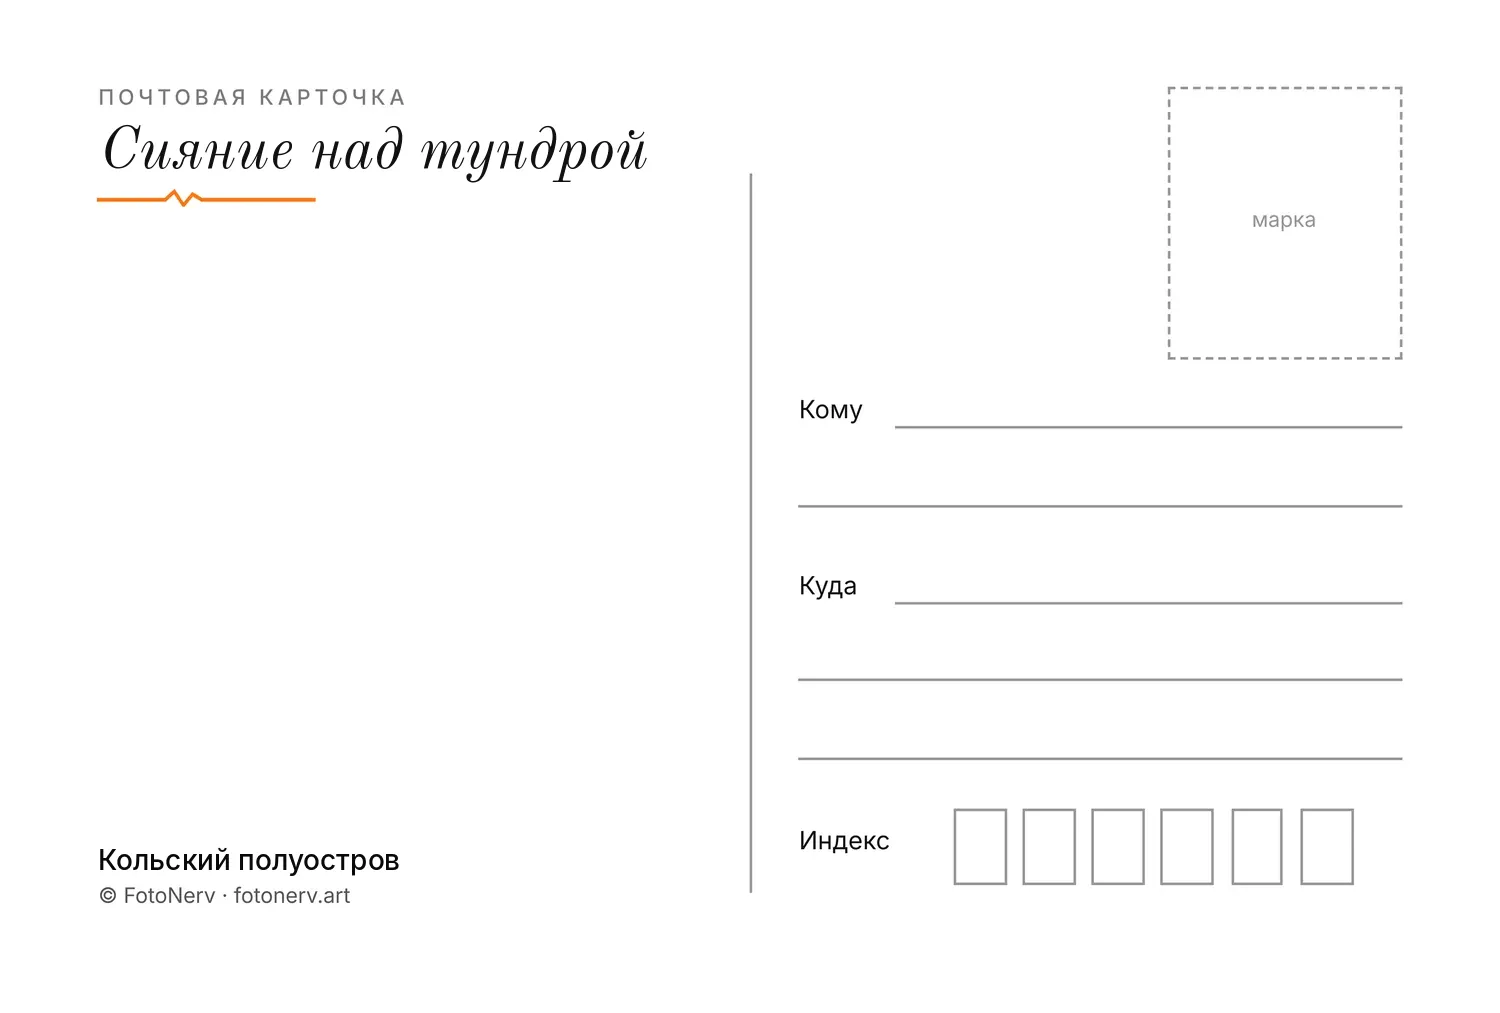 ПОЧТОВАЯ КАРТОЧКА
Сияние над тундрой
марка
Кому
Куда
Индекс
Кольский полуостров
© FotoNerv · fotonerv.art